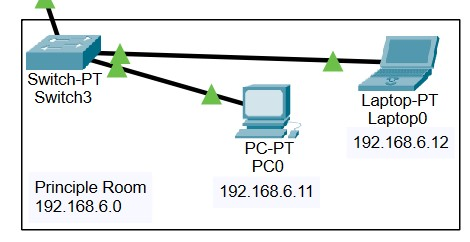 Switch-PT
Switch3
Laptop-PT
Laptop0
192.168.6.12
PC-PT
PC0
192.168.6.11
Principle Room
192.168.6.0